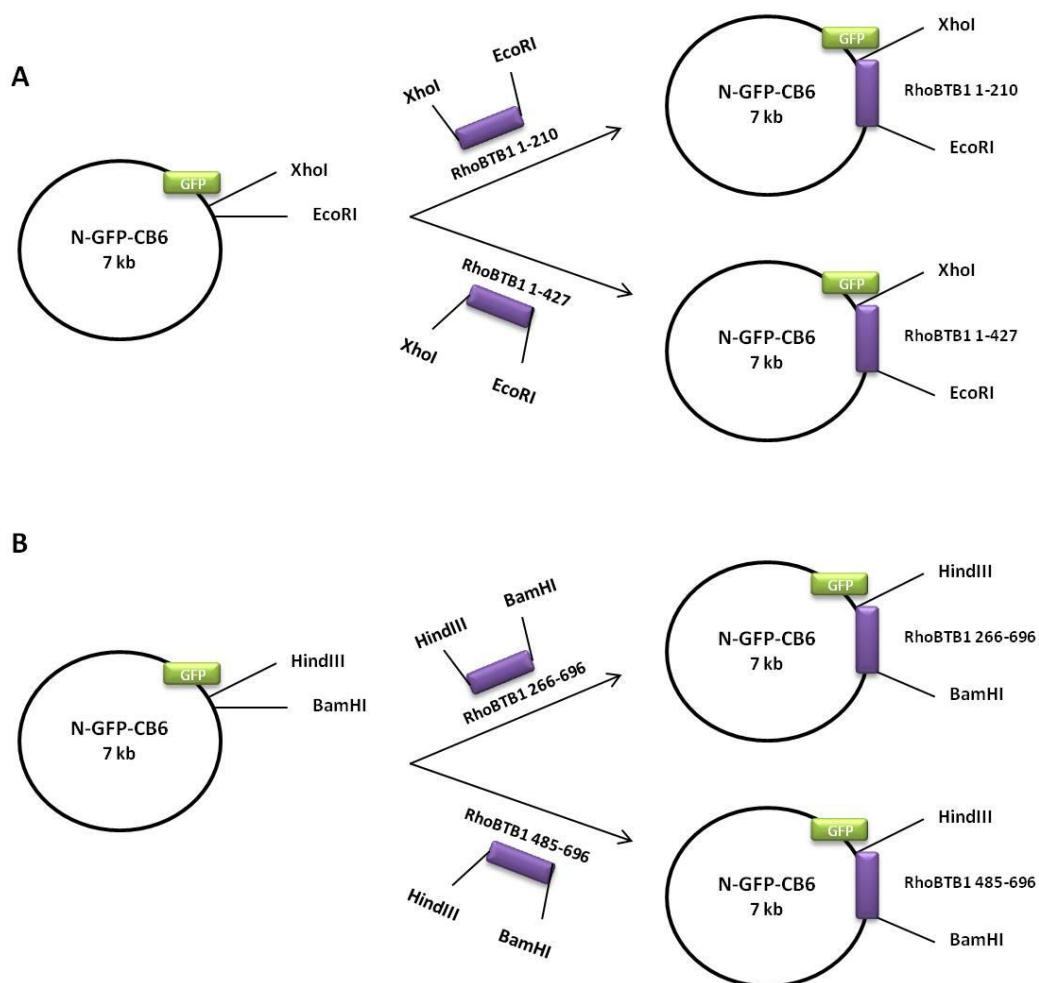 A
GFP
XhoI
EcoRI
N-GFP-CB6
7 kb
XhoI
EcoRI
RhoBTB1 1-210
RhoBTB1 1-427
XhoI
EcoRI
GFP
XhoI
N-GFP-CB6
7 kb
RhoBTB1 1-210
EcoRI
GFP
XhoI
N-GFP-CB6
7 kb
RhoBTB1 1-427
EcoRI
B
GFP
HindIII
BamHI
N-GFP-CB6
7 kb
HindIII
BamHI
RhoBTB1 266-696
RhoBTB1 485-696
HindIII
BamHI
GFP
HindIII
N-GFP-CB6
7 kb
RhoBTB1 266-696
BamHI
GFP
HindIII
N-GFP-CB6
7 kb
RhoBTB1 485-696
BamHI